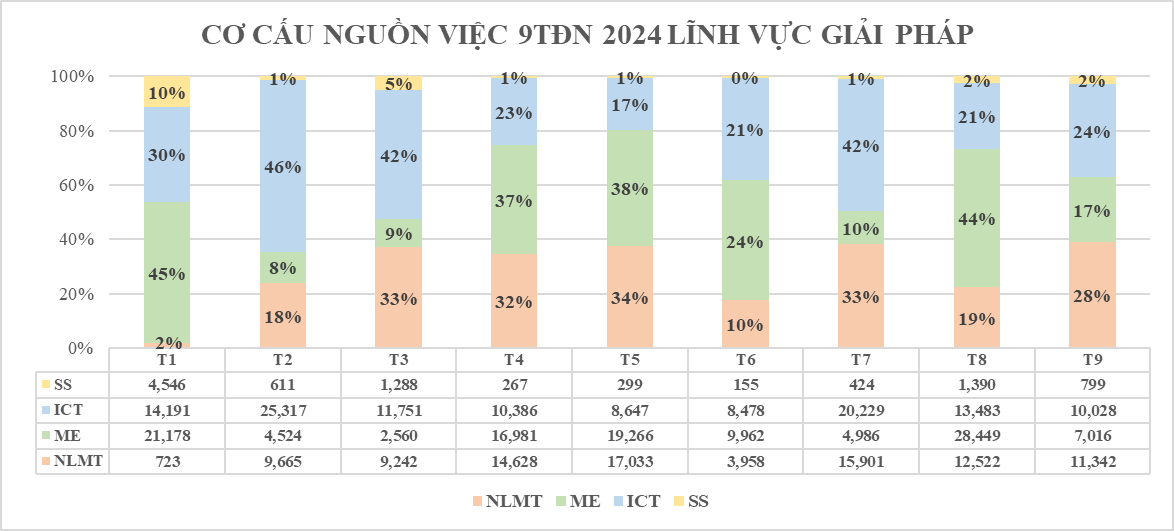 CƠ CẤU NGUỒN VIỆC 9TĐN 2024 LĨNH VỰC GIẢI PHÁP
100%
80%
60%
40%
20%
0%
10% 1% 5% 1% 1% 0% 1% 2% 2%
30% 46% 42% 23% 17% 21% 42% 21% 24%
45% 8% 9% 37% 38% 24% 10% 44% 17%
2% 18% 33% 32% 34% 10% 33% 19% 28%
T1 T2 T3 T4 T5 T6 T7 T8 T9
SS 4,546 611 1,288 267 299 155 424 1,390 799
ICT 14,191 25,317 11,751 10,386 8,647 8,478 20,229 13,483 10,028
ME 21,178 4,524 2,560 16,981 19,266 9,962 4,986 28,449 7,016
NLMT 723 9,665 9,242 14,628 17,033 3,958 15,901 12,522 11,342
NLMT ME ICT SS